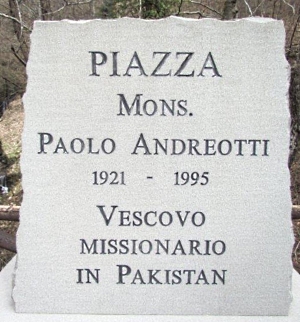 PIAZZA
MONS.
PAOLO ANDREOTTI
1921 - 1995
VESCOVO
MISSIONARIO
IN PAKISTAN